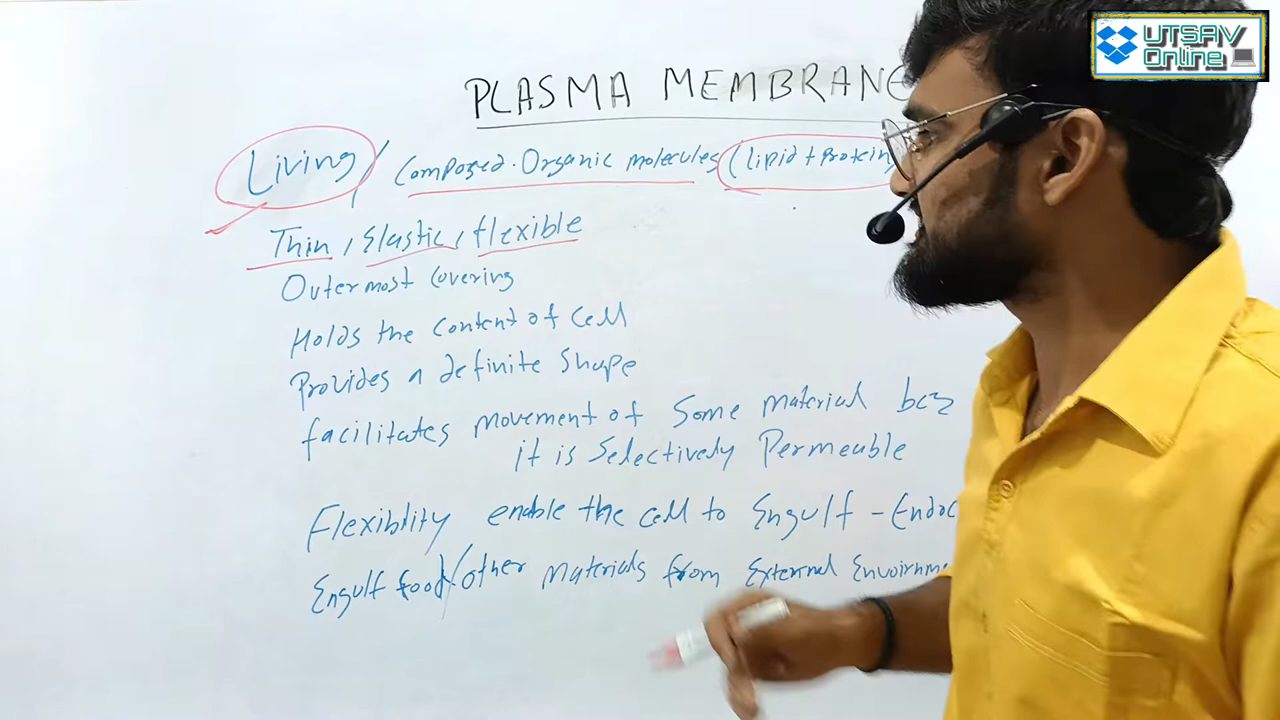 UTSAV
Online
PLASMA MEMBRANE
Living / Composed. Organic molecules (lipid + Protein
Thin, Elastic, flexible
Outermost Covering
Holds the Content of Cell
Provides a definite Shape
facilitates movement of Some material bcz
it is Selectively Permeable
Flexibility enable the Cell to Engulf - Endoc
Engulf food/other Materials from External Envoirnme